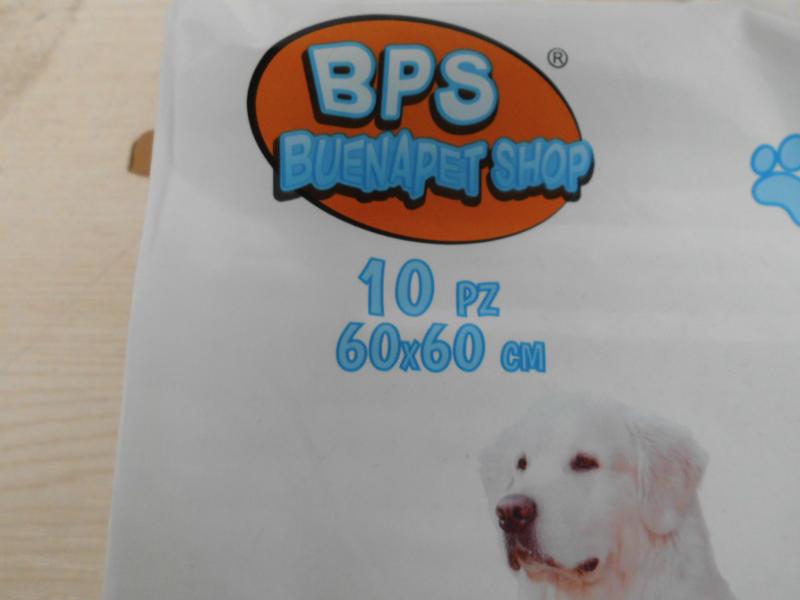 BPS ®
BUENAPET SHOP
10 PZ
60x60 CM